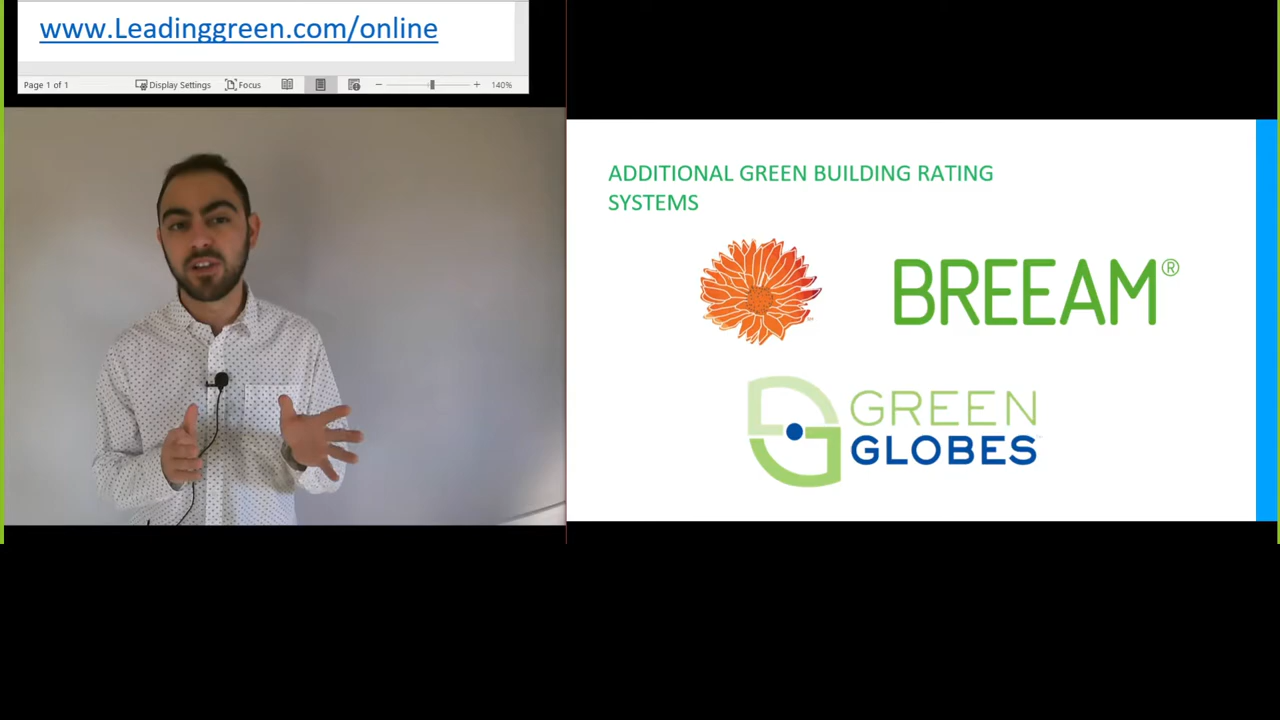 www.Leadinggreen.com/online
Page 1 of 1 Display Settings Focus 140%
ADDITIONAL GREEN BUILDING RATING
SYSTEMS
BREEAM®
GREEN
GLOBES